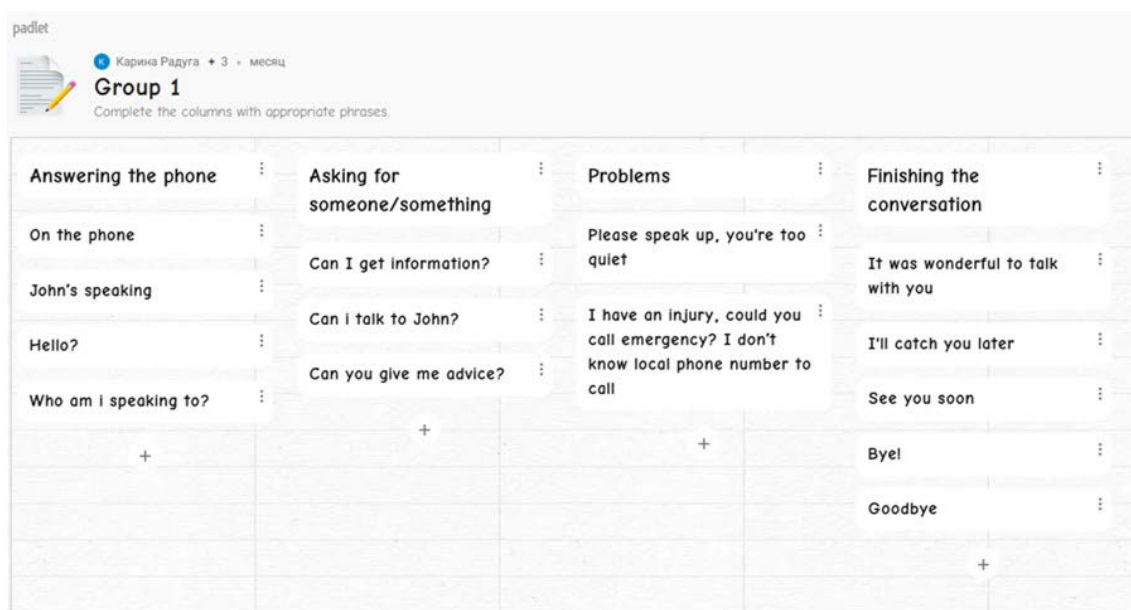 padlet
К Карина Радуга + 3 • месяц
Group 1
Complete the columns with appropriate phrases.
Answering the phone
On the phone
John's speaking
Hello?
Who am i speaking to?
+
Asking for
someone/something
Can I get information?
Can i talk to John?
Can you give me advice?
+
Problems
Please speak up, you're too
quiet
I have an injury, could you
call emergency? I don't
know local phone number to
call
+
Finishing the
conversation
It was wonderful to talk
with you
I'll catch you later
See you soon
Bye!
Goodbye
+